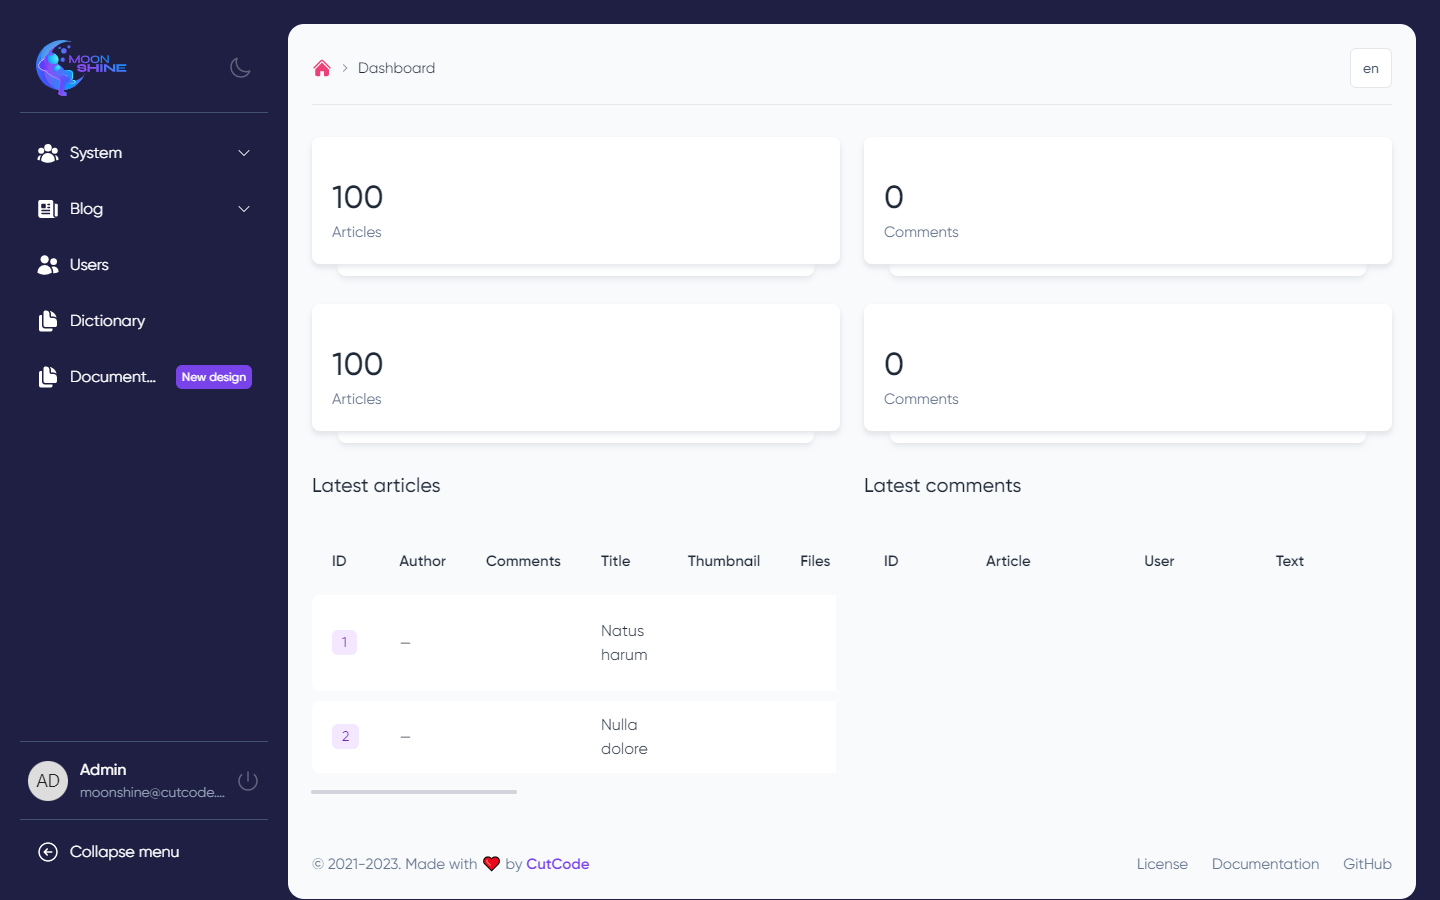 MOON
SHINE
System
Blog
Users
Dictionary
Document...
New design
AD
Admin
moonshine@cutcode....
Collapse menu
Dashboard
en
100
Articles
0
Comments
100
Articles
0
Comments
Latest articles
ID Author Comments Title Thumbnail Files
1 — Natus
harum
2 — Nulla
dolore
Latest comments
ID Article User Text
© 2021-2023. Made with ❤️ by CutCode
License Documentation GitHub